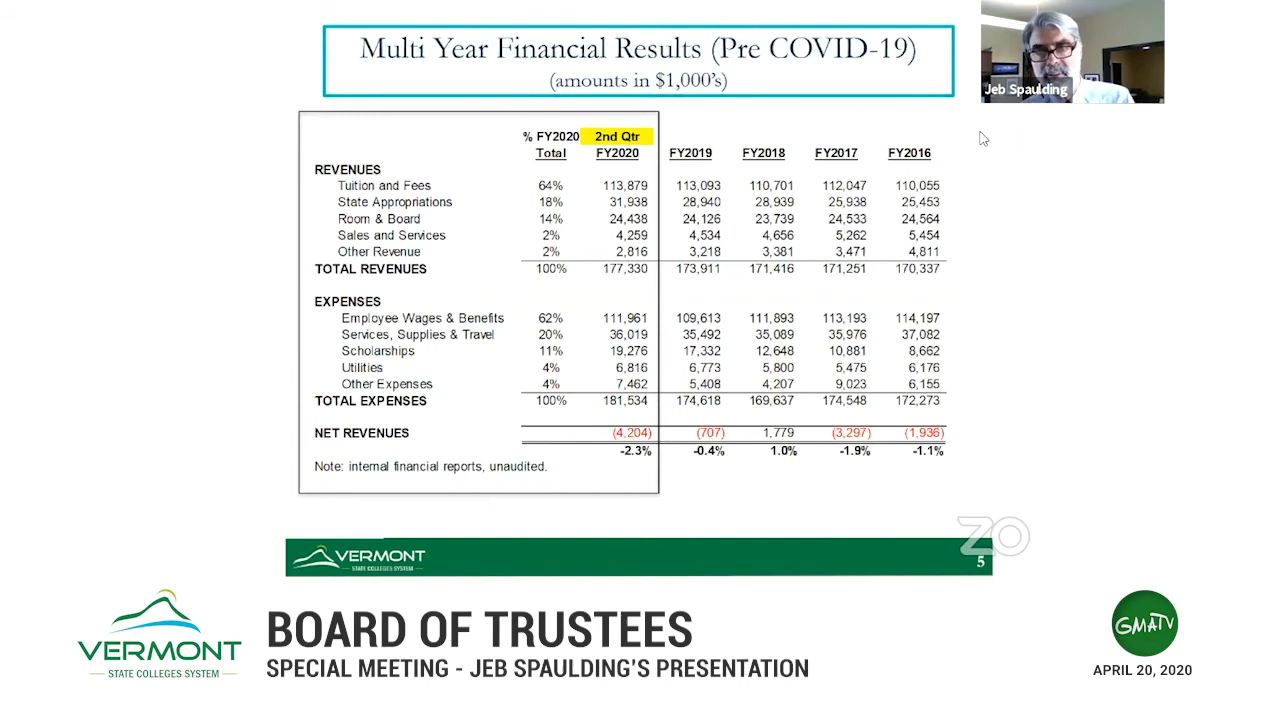 Multi Year Financial Results (Pre COVID-19)
(amounts in $1,000's)
Jeb Spaulding
% FY2020 2nd Qtr
Total FY2020 FY2019 FY2018 FY2017 FY2016
REVENUES
Tuition and Fees 64% 113,879 113,093 110,701 112,047 110,055
State Appropriations 18% 31,938 28,940 28,939 25,938 25,453
Room & Board 14% 24,438 24,126 23,739 24,533 24,564
Sales and Services 2% 4,259 4,534 4,656 5,262 5,454
Other Revenue 2% 2,816 3,218 3,381 3,471 4,811
TOTAL REVENUES 100% 177,330 173,911 171,416 171,251 170,337
EXPENSES
Employee Wages & Benefits 62% 111,961 109,613 111,893 113,193 114,197
Services, Supplies & Travel 20% 36,019 35,492 35,089 35,976 37,082
Scholarships 11% 19,276 17,332 12,648 10,881 8,662
Utilities 4% 6,816 6,773 5,800 5,475 6,176
Other Expenses 4% 7,462 5,408 4,207 9,023 6,155
TOTAL EXPENSES 100% 181,534 174,618 169,637 174,548 172,273
NET REVENUES (4,204) (707) 1,779 (3,297) (1,936)
-2.3% -0.4% 1.0% -1.9% -1.1%
Note: internal financial reports, unaudited.
ZO
VERMONT
STATE COLLEGES SYSTEM
5
VERMONT
STATE COLLEGES SYSTEM
BOARD OF TRUSTEES
SPECIAL MEETING - JEB SPAULDING'S PRESENTATION
GMATV
APRIL 20, 2020